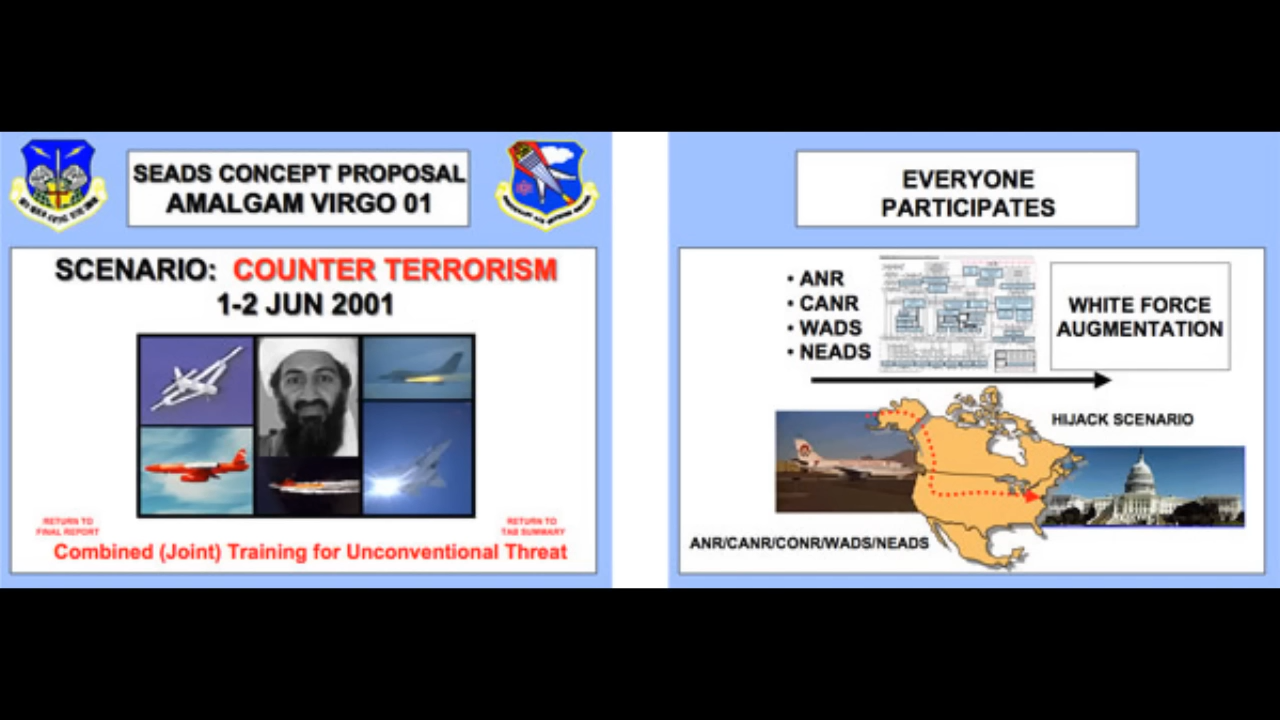 SEADS CONCEPT PROPOSAL
AMALGAM VIRGO 01
SCENARIO: COUNTER TERRORISM
1-2 JUN 2001
RETURN TO
FINAL REPORT
RETURN TO
TAB SUMMARY
Combined (Joint) Training for Unconventional Threat
EVERYONE
PARTICIPATES
• ANR
• CANR
• WADS
• NEADS
WHITE FORCE
AUGMENTATION
HIJACK SCENARIO
ANR/CANR/CONR/WADS/NEADS